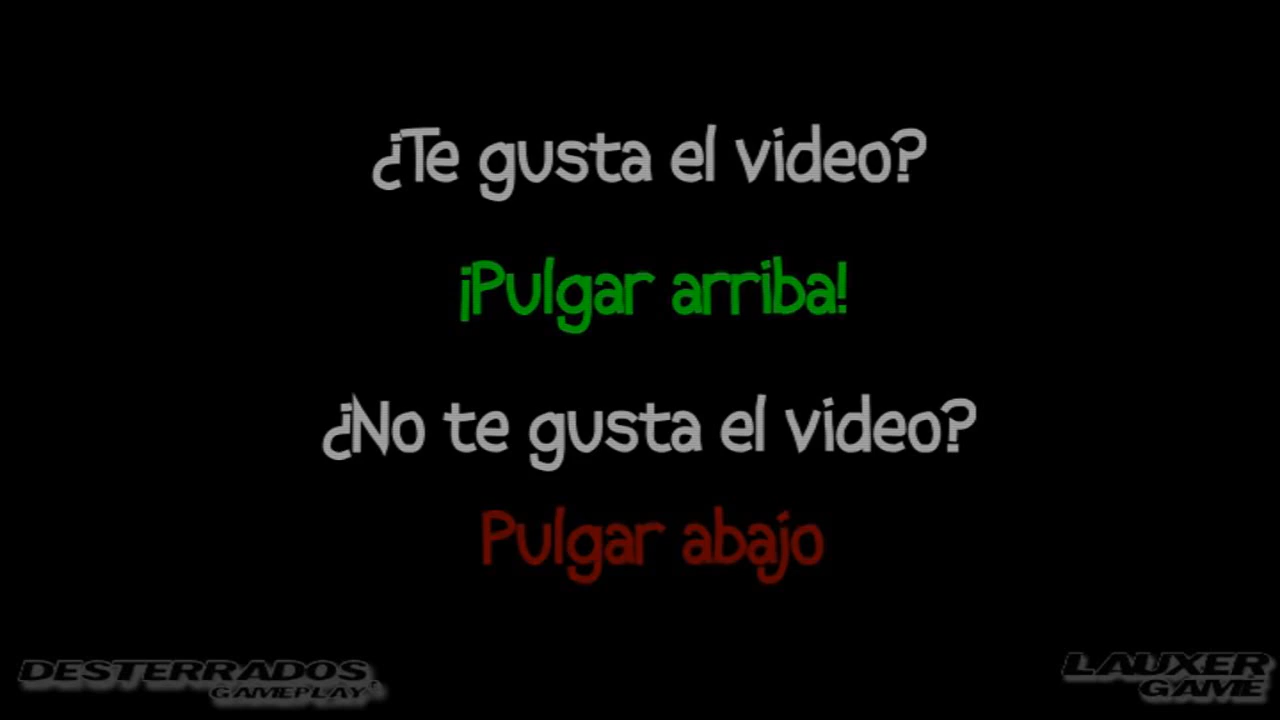 ¿Te gusta el video?
¡Pulgar arriba!
¿No te gusta el video?
Pulgar abajo
DESTERRADOS
GAMEPLAY
LAUXER
GAME